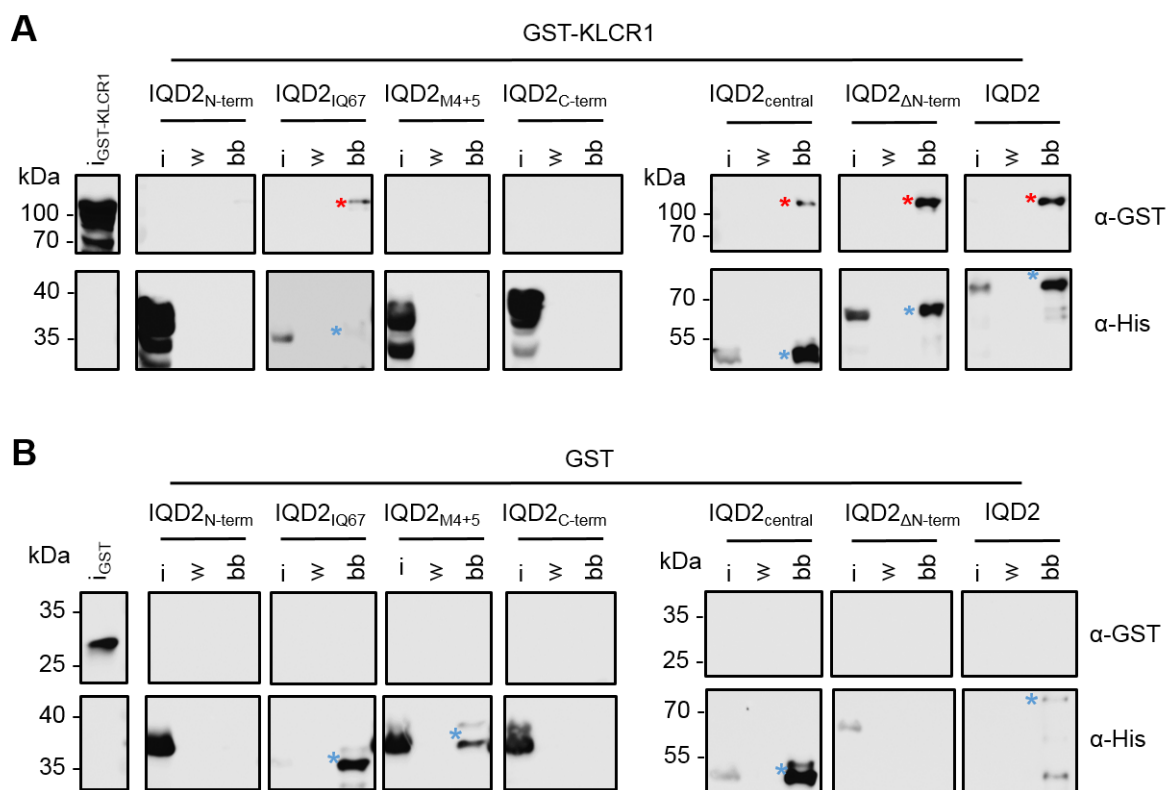 A
GST-KLCR1
iGST-KLCR1
IQD2N-term IQD2IQ67 IQD2M4+5 IQD2C-term IQD2central IQD2ΔN-term IQD2
i w bb i w bb i w bb i w bb i w bb i w bb i w bb
kDa kDa
100 * 100 * * *
70 70
α-GST
40 70 *
35 * 55 * *
α-His
B
GST
iGST
IQD2N-term IQD2IQ67 IQD2M4+5 IQD2C-term IQD2central IQD2ΔN-term IQD2
kDa i w bb i w bb i w bb i w bb kDa i w bb i w bb i w bb
35 35
25 25
α-GST
40 * 70 *
35 * 55 *
α-His